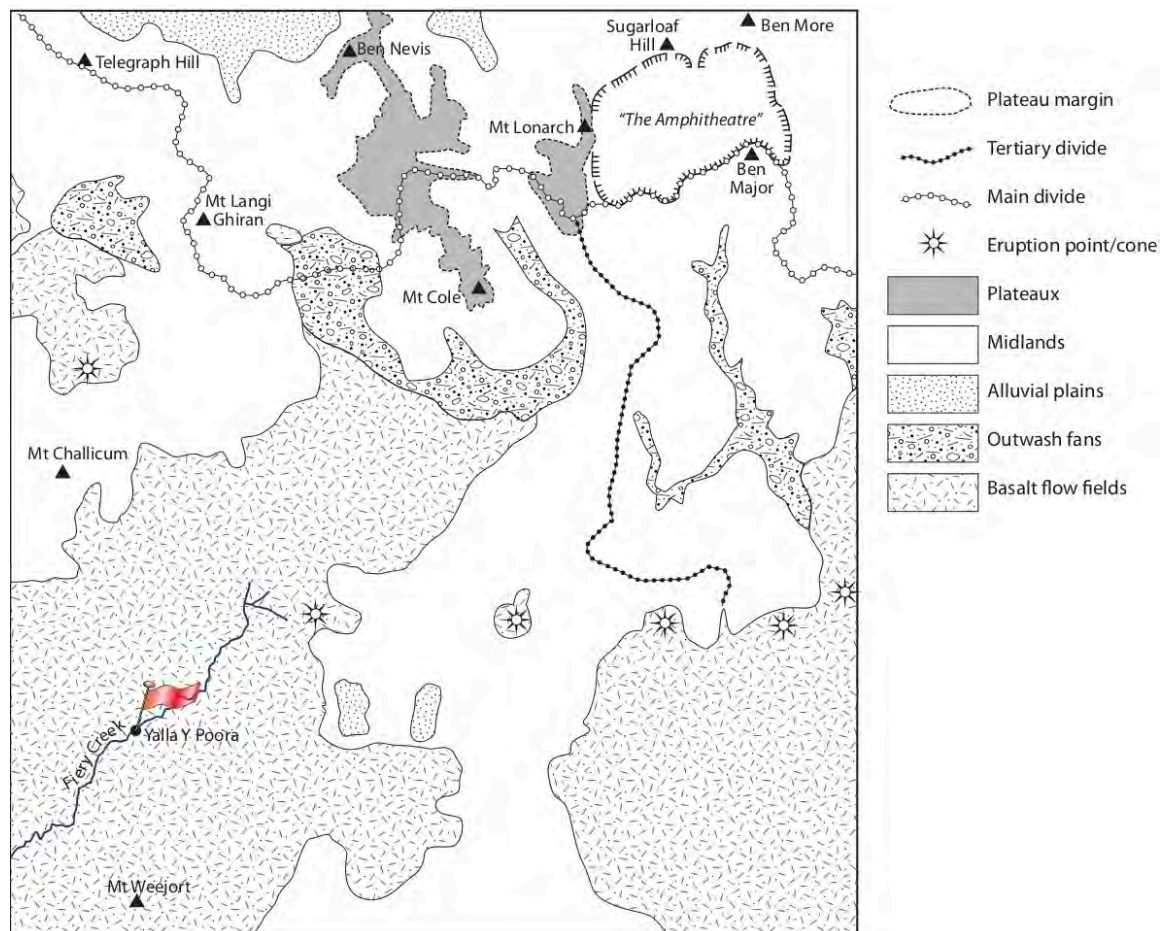 Sugarloaf
Hill
Ben More
Telegraph Hill
Ben Nevis
Mt Lonarch
"The Amphitheatre"
Ben
Major
Mt Langi
Ghiran
Mt Cole
Mt Challicum
Fiery Creek
Yalla Y Poora
Mt Weejort
Plateau margin
Tertiary divide
Main divide
Eruption point/cone
Plateaux
Midlands
Alluvial plains
Outwash fans
Basalt flow fields